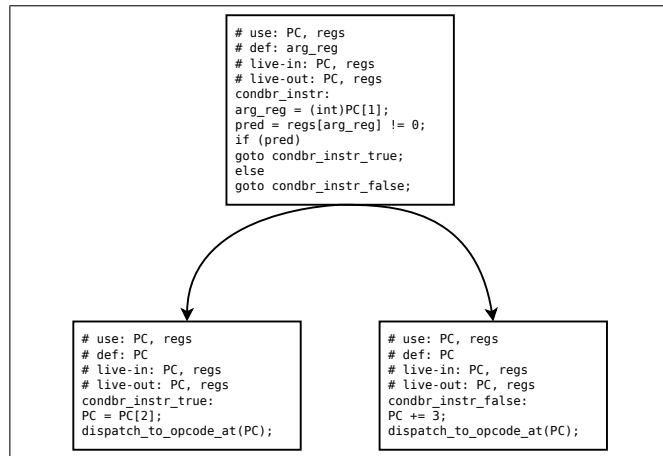 # use: PC, regs
# def: arg_reg
# live-in: PC, regs
# live-out: PC, regs
condbr_instr:
arg_reg = (int)PC[1];
pred = regs[arg_reg] != 0;
if (pred)
goto condbr_instr_true;
else
goto condbr_instr_false;
# use: PC, regs
# def: PC
# live-in: PC, regs
# live-out: PC, regs
condbr_instr_true:
PC = PC[2];
dispatch_to_opcode_at(PC);
# use: PC, regs
# def: PC
# live-in: PC, regs
# live-out: PC, regs
condbr_instr_false:
PC += 3;
dispatch_to_opcode_at(PC);